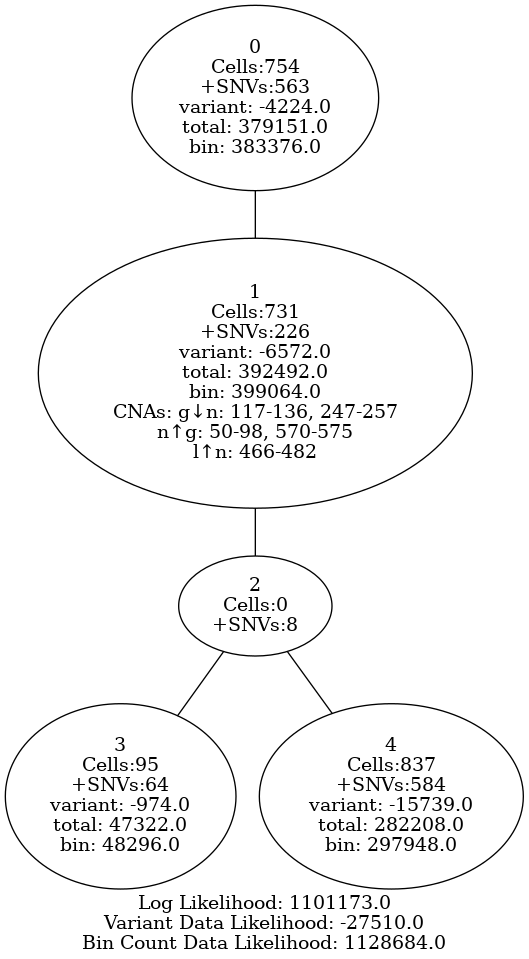 0
Cells:754
+SNVs:563
variant: -4224.0
total: 379151.0
bin: 383376.0
1
Cells:731
+SNVs:226
variant: -6572.0
total: 392492.0
bin: 399064.0
CNAs: g↓n: 117-136, 247-257
n↑g: 50-98, 570-575
l↑n: 466-482
2
Cells:0
+SNVs:8
3
Cells:95
+SNVs:64
variant: -974.0
total: 47322.0
bin: 48296.0
4
Cells:837
+SNVs:584
variant: -15739.0
total: 282208.0
bin: 297948.0
Log Likelihood: 1101173.0
Variant Data Likelihood: -27510.0
Bin Count Data Likelihood: 1128684.0